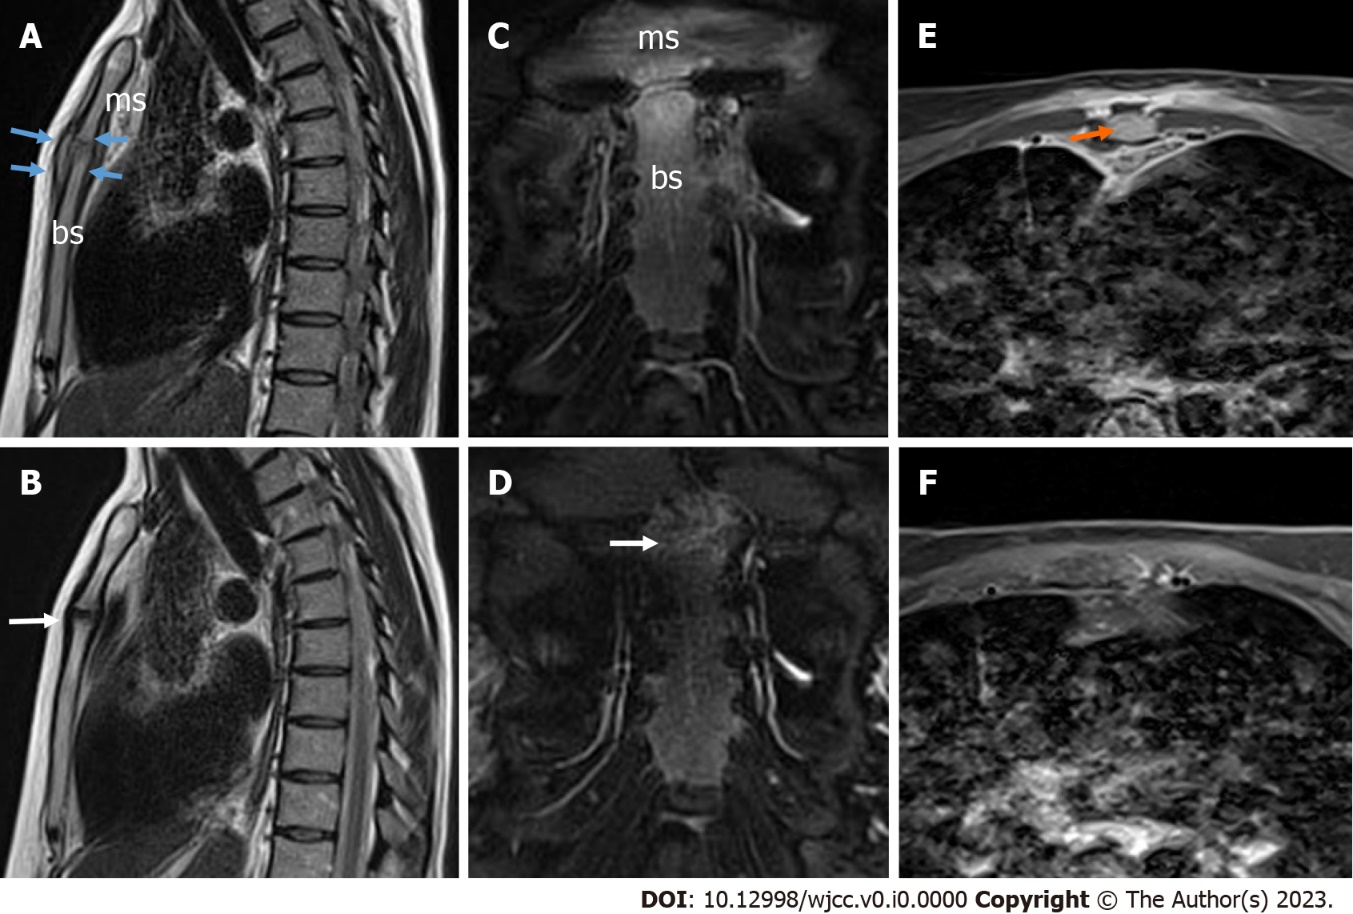 A
ms
bs
C
ms
bs
E
B
D
F
DOI: 10.12998/wjcc.v0.i0.0000 Copyright © The Author(s) 2023.